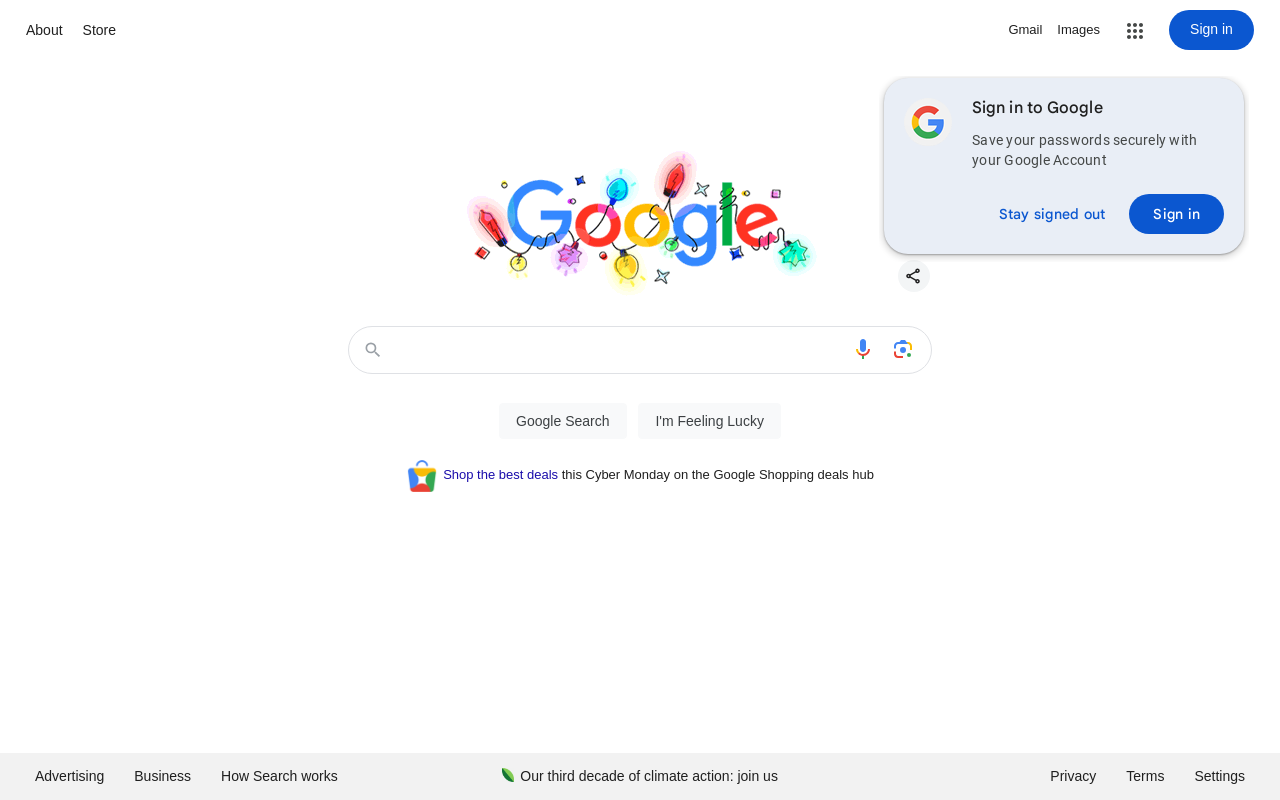 About Store Gmail Images Sign in
Sign in to Google
Save your passwords securely with
your Google Account
Stay signed out Sign in
Google
Google Search I'm Feeling Lucky
Shop the best deals this Cyber Monday on the Google Shopping deals hub
Advertising Business How Search works Our third decade of climate action: join us Privacy Terms Settings